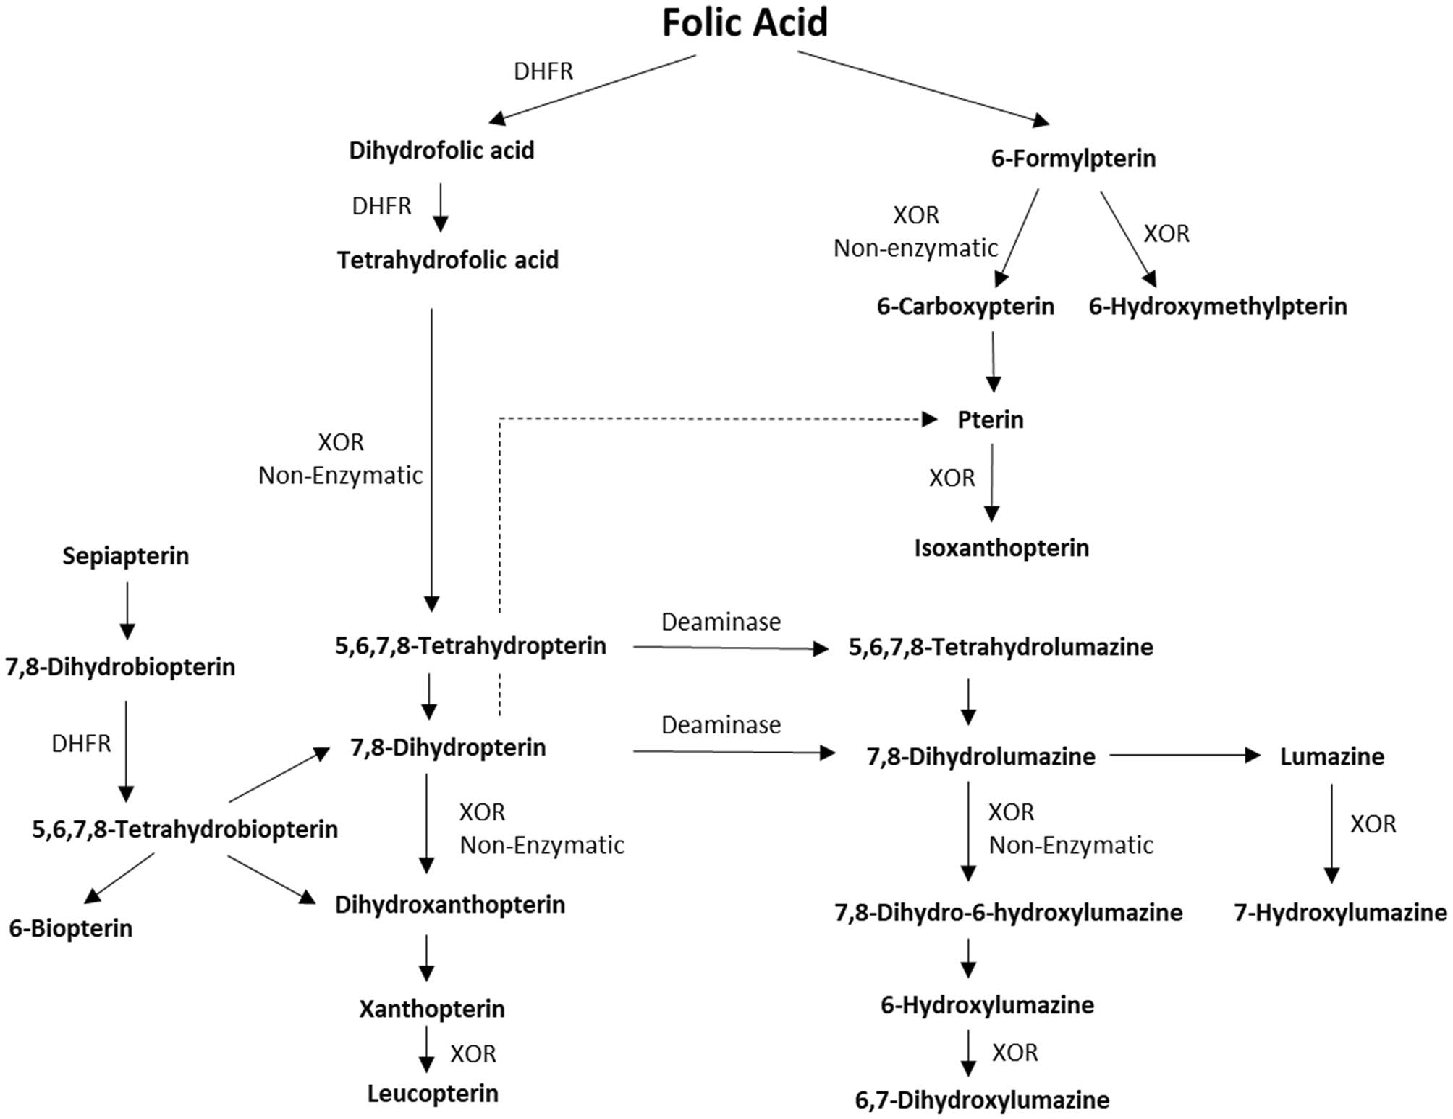 Folic Acid
DHFR
Dihydrofolic acid
6-Formylpterin
DHFR
XOR
Non-enzymatic
XOR
Tetrahydrofolic acid
6-Carboxypterin
6-Hydroxymethylpterin
Pterin
XOR
Non-Enzymatic
XOR
Isoxanthopterin
Sepiapterin
Deaminase
5,6,7,8-Tetrahydropterin
5,6,7,8-Tetrahydrolumazine
7,8-Dihydrobiopterin
Deaminase
DHFR
7,8-Dihydropterin
7,8-Dihydrolumazine
Lumazine
XOR
Non-Enzymatic
XOR
Non-Enzymatic
XOR
5,6,7,8-Tetrahydrobiopterin
Dihydroxanthopterin
7,8-Dihydro-6-hydroxylumazine
7-Hydroxylumazine
6-Biopterin
Xanthopterin
6-Hydroxylumazine
XOR
XOR
Leucopterin
6,7-Dihydroxylumazine